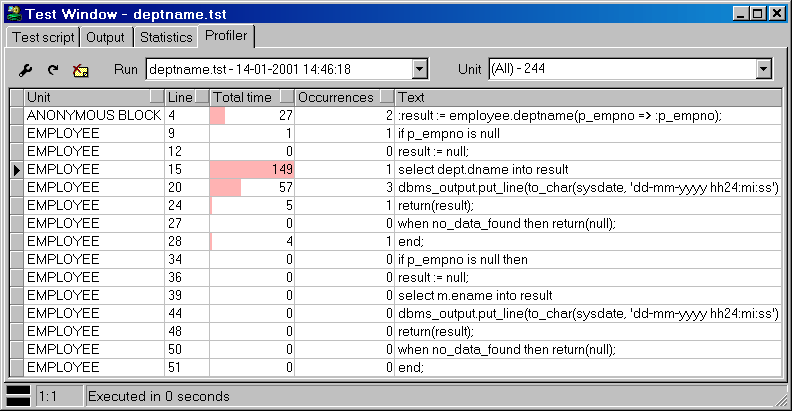 Test Window - deptname.tst
Test script Output Statistics Profiler
Run deptname.tst - 14-01-2001 14:46:18 Unit (All) - 244
Unit Line Total time Occurrences Text
ANONYMOUS BLOCK 4 27 2 :result := employee.deptname(p_empno => :p_empno);
EMPLOYEE 9 1 1 if p_empno is null
EMPLOYEE 12 0 0 result := null;
EMPLOYEE 15 149 1 select dept.dname into result
EMPLOYEE 20 57 3 dbms_output.put_line(to_char(sysdate, 'dd-mm-yyyy hh24:mi:ss')
EMPLOYEE 24 5 1 return(result);
EMPLOYEE 27 0 0 when no_data_found then return(null);
EMPLOYEE 28 4 1 end;
EMPLOYEE 34 0 0 if p_empno is null then
EMPLOYEE 36 0 0 result := null;
EMPLOYEE 39 0 0 select m.ename into result
EMPLOYEE 44 0 0 dbms_output.put_line(to_char(sysdate, 'dd-mm-yyyy hh24:mi:ss')
EMPLOYEE 48 0 0 return(result);
EMPLOYEE 50 0 0 when no_data_found then return(null);
EMPLOYEE 51 0 0 end;
1:1 Executed in 0 seconds